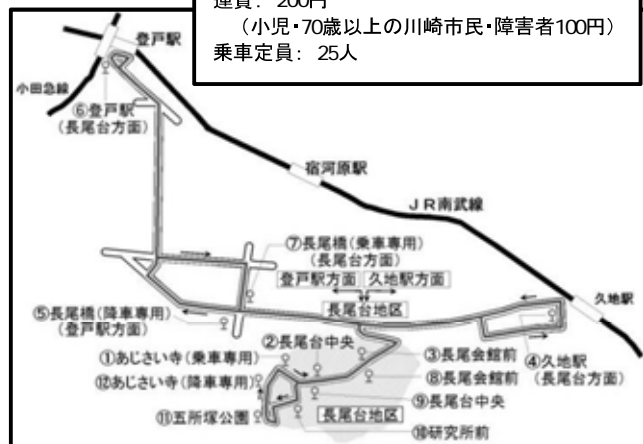 運賃: 200円
(小児・70歳以上の川崎市民・障害者100円)
乗車定員: 25人
登戸駅
小田急線
⑥登戸駅
(長尾台方面)
宿河原駅
JR南武線
⑦長尾橋(乗車専用)
(長尾台方面)
登戸駅方面
久地駅方面
久地駅
長尾台地区
⑤長尾橋(降車専用)
(登戸駅方面)
②長尾台中央
①あじさい寺(乗車専用)
③長尾会館前
④久地駅
(長尾台方面)
⑫あじさい寺(降車専用)
⑧長尾会館前
⑨長尾台中央
⑪五所塚公園
長尾台地区
⑩研究所前